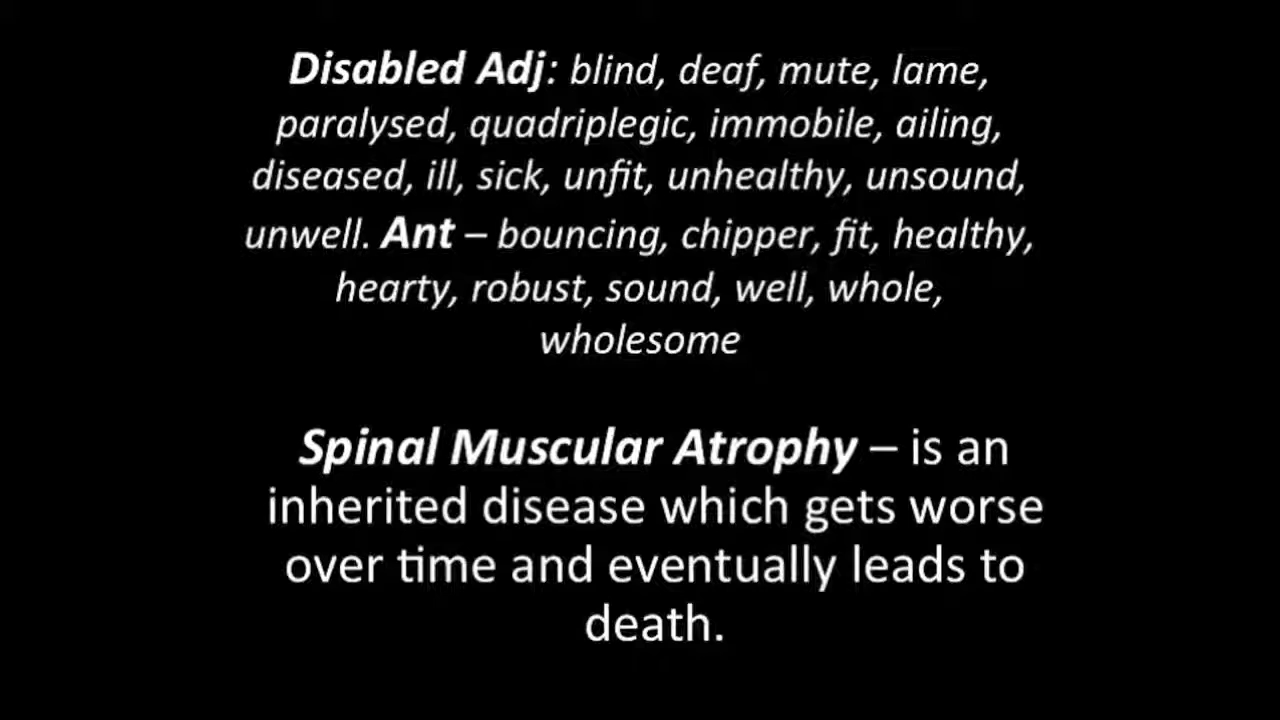 Disabled Adj: blind, deaf, mute, lame,
paralysed, quadriplegic, immobile, ailing,
diseased, ill, sick, unfit, unhealthy, unsound,
unwell. Ant – bouncing, chipper, fit, healthy,
hearty, robust, sound, well, whole,
wholesome
Spinal Muscular Atrophy – is an
inherited disease which gets worse
over time and eventually leads to
death.